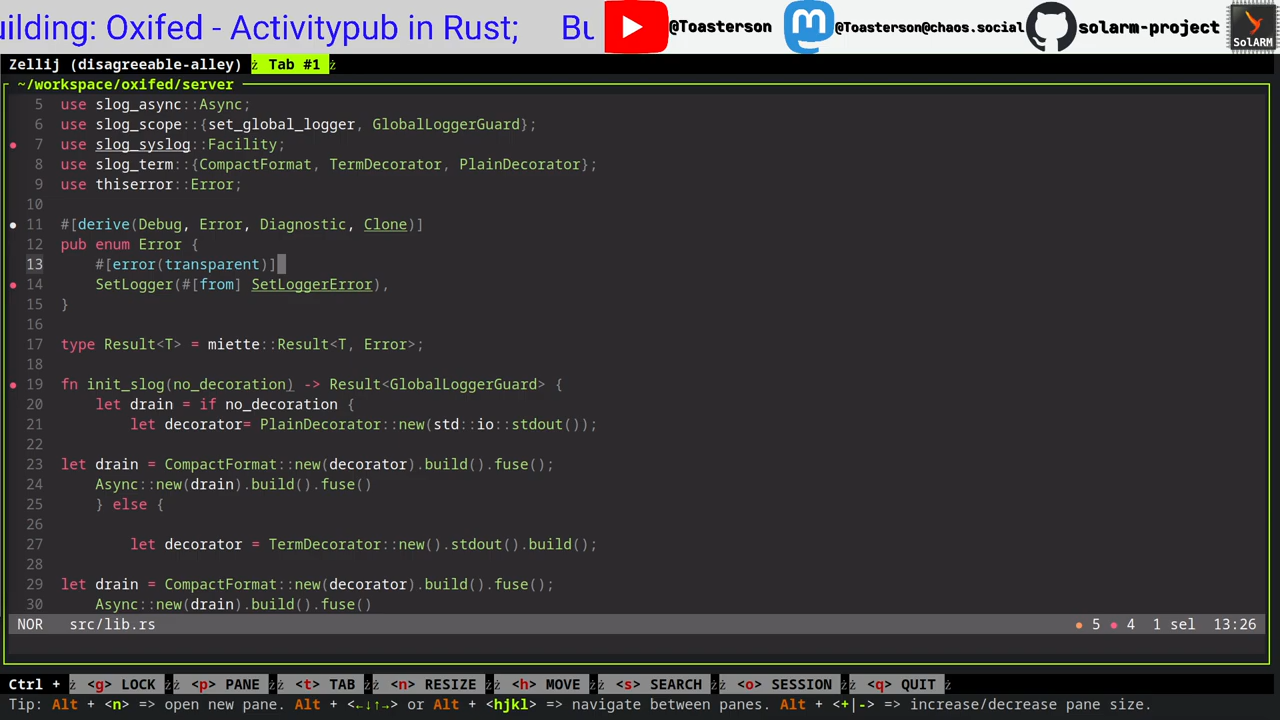 uilding: Oxifed - Activitypub in Rust; Bu @Toasterson @Toasterson@chaos.social solarm-project SolARM
Zellij (disagreeable-alley) Tab #1
~/workspace/oxifed/server
5 use slog_async::Async;
6 use slog_scope::{set_global_logger, GlobalLoggerGuard};
7 use slog_syslog::Facility;
8 use slog_term::{CompactFormat, TermDecorator, PlainDecorator};
9 use thiserror::Error;
10
11 #[derive(Debug, Error, Diagnostic, Clone)]
12 pub enum Error {
13 #[error(transparent)]
14 SetLogger(#[from] SetLoggerError),
15 }
16
17 type Result<T> = miette::Result<T, Error>;
18
19 fn init_slog(no_decoration) -> Result<GlobalLoggerGuard> {
20 let drain = if no_decoration {
21 let decorator= PlainDecorator::new(std::io::stdout());
22
23 let drain = CompactFormat::new(decorator).build().fuse();
24 Async::new(drain).build().fuse()
25 } else {
26
27 let decorator = TermDecorator::new().stdout().build();
28
29 let drain = CompactFormat::new(decorator).build().fuse();
30 Async::new(drain).build().fuse()
NOR src/lib.rs ● 5 ● 4 1 sel 13:26
Ctrl + <g> LOCK <p> PANE <t> TAB <n> RESIZE <h> MOVE <s> SEARCH <o> SESSION <q> QUIT
Tip: Alt + <n> => open new pane. Alt + <←↓↑→> or Alt + <hjkl> => navigate between panes. Alt + <+|-> => increase/decrease pane size.